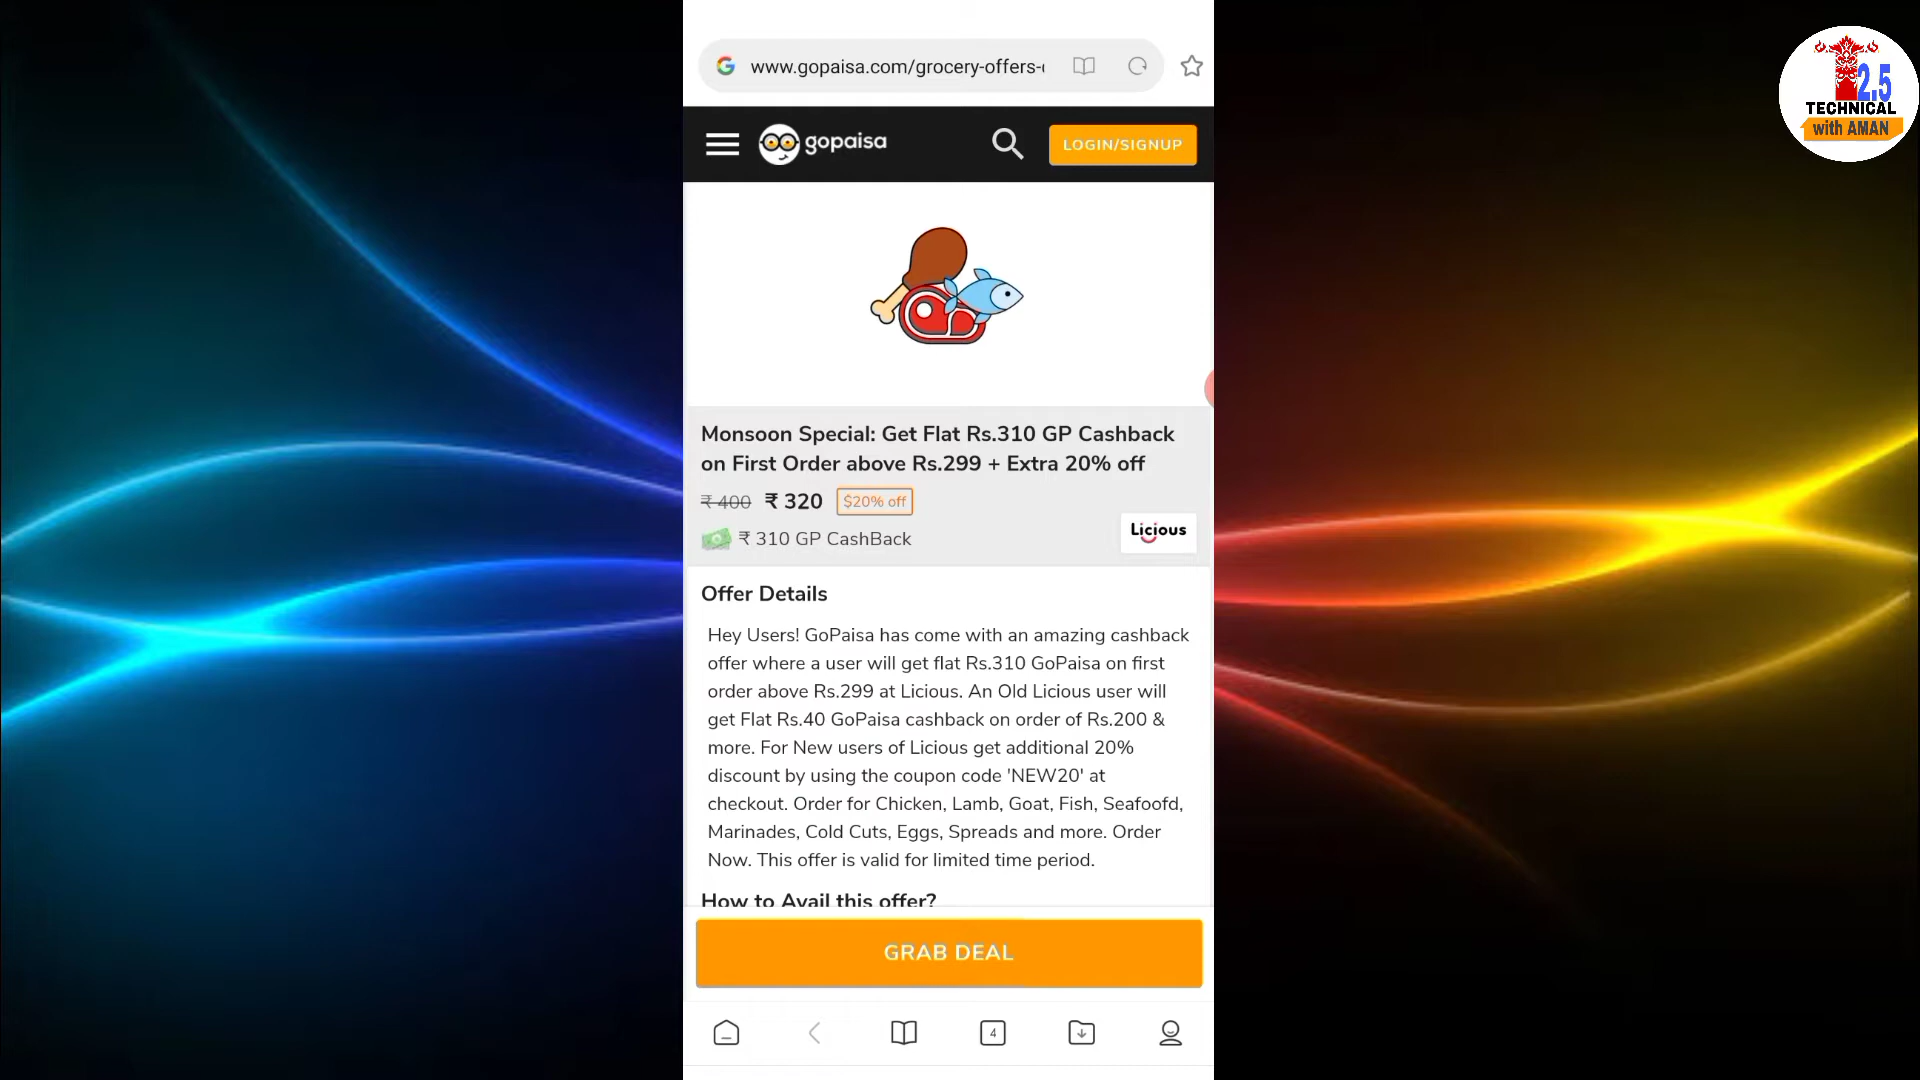 www.gopaisa.com/grocery-offers-
2.5
TECHNICAL
with AMAN
gopaisa
LOGIN/SIGNUP
Monsoon Special: Get Flat Rs.310 GP Cashback
on First Order above Rs.299 + Extra 20% off
₹ 400 ₹ 320 $20% off
₹ 310 GP CashBack
Licious
Offer Details
Hey Users! GoPaisa has come with an amazing cashback
offer where a user will get flat Rs.310 GoPaisa on first
order above Rs.299 at Licious. An Old Licious user will
get Flat Rs.40 GoPaisa cashback on order of Rs.200 &
more. For New users of Licious get additional 20%
discount by using the coupon code 'NEW20' at
checkout. Order for Chicken, Lamb, Goat, Fish, Seafoofd,
Marinades, Cold Cuts, Eggs, Spreads and more. Order
Now. This offer is valid for limited time period.
How to Avail this offer?
GRAB DEAL
4